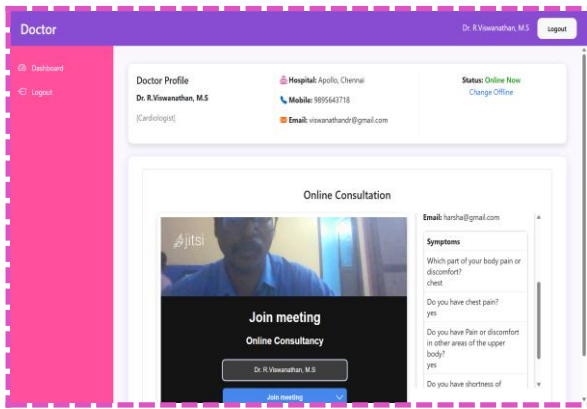 Doctor
Dr. R.Viswanathan, M.S
Logout
Dashboard
Logout
Doctor Profile
Dr. R.Viswanathan, M.S
[Cardiologist]
Hospital: Apollo, Chennai
Mobile: 9895643718
Email: viswanathandr@gmail.com
Status: Online Now
Change Offline
Online Consultation
jitsi
Join meeting
Online Consultancy
Dr. R.Viswanathan, M.S
Join meeting
Email: harsha@gmail.com
Symptoms
Which part of your body pain or
discomfort?
chest
Do you have chest pain?
yes
Do you have Pain or discomfort
in other areas of the upper
body?
yes
Do you have shortness of